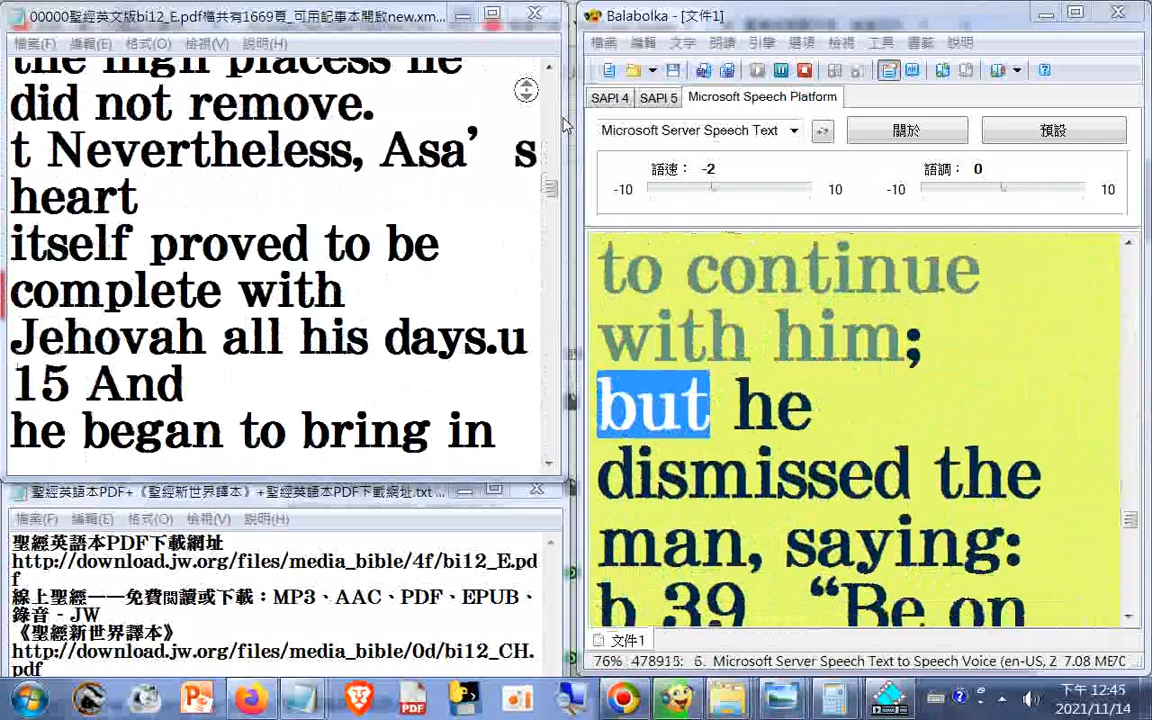 00000聖經英文版bi12_E.pdf檔共有1669頁_可用記事本開啟new.xm...
檔案(F) 編輯(E) 格式(O) 檢視(V) 說明(H)
the high placess he
did not remove.
t Nevertheless, Asa’s
heart
itself proved to be
complete with
Jehovah all his days.u
15 And
he began to bring in
聖經英語本PDF+《聖經新世界譯本》+聖經英語本PDF下載網址.txt ...
檔案(F) 編輯(E) 格式(O) 檢視(V) 說明(H)
聖經英語本PDF下載網址
http://download.jw.org/files/media_bible/4f/bi12_E.pd
f
線上聖經——免費閱讀或下載：MP3、AAC、PDF、EPUB、
錄音 - JW
《聖經新世界譯本》
http://download.jw.org/files/media_bible/0d/bi12_CH.
pdf
Balabolka - [文件1]
檔案 編輯 文字 朗讀 引擎 選項 檢視 工具 書籤 說明
SAPI 4 SAPI 5 Microsoft Speech Platform
Microsoft Server Speech Text 關於 預設
語速： -2 語調： 0
-10 10 -10 10
to continue
with him;
but he
dismissed the
man, saying:
b 39 “Be on
文件1
76% 478915: 6. Microsoft Server Speech Text to Speech Voice (en-US, Z 7.08
下午 12:45
2021/11/14